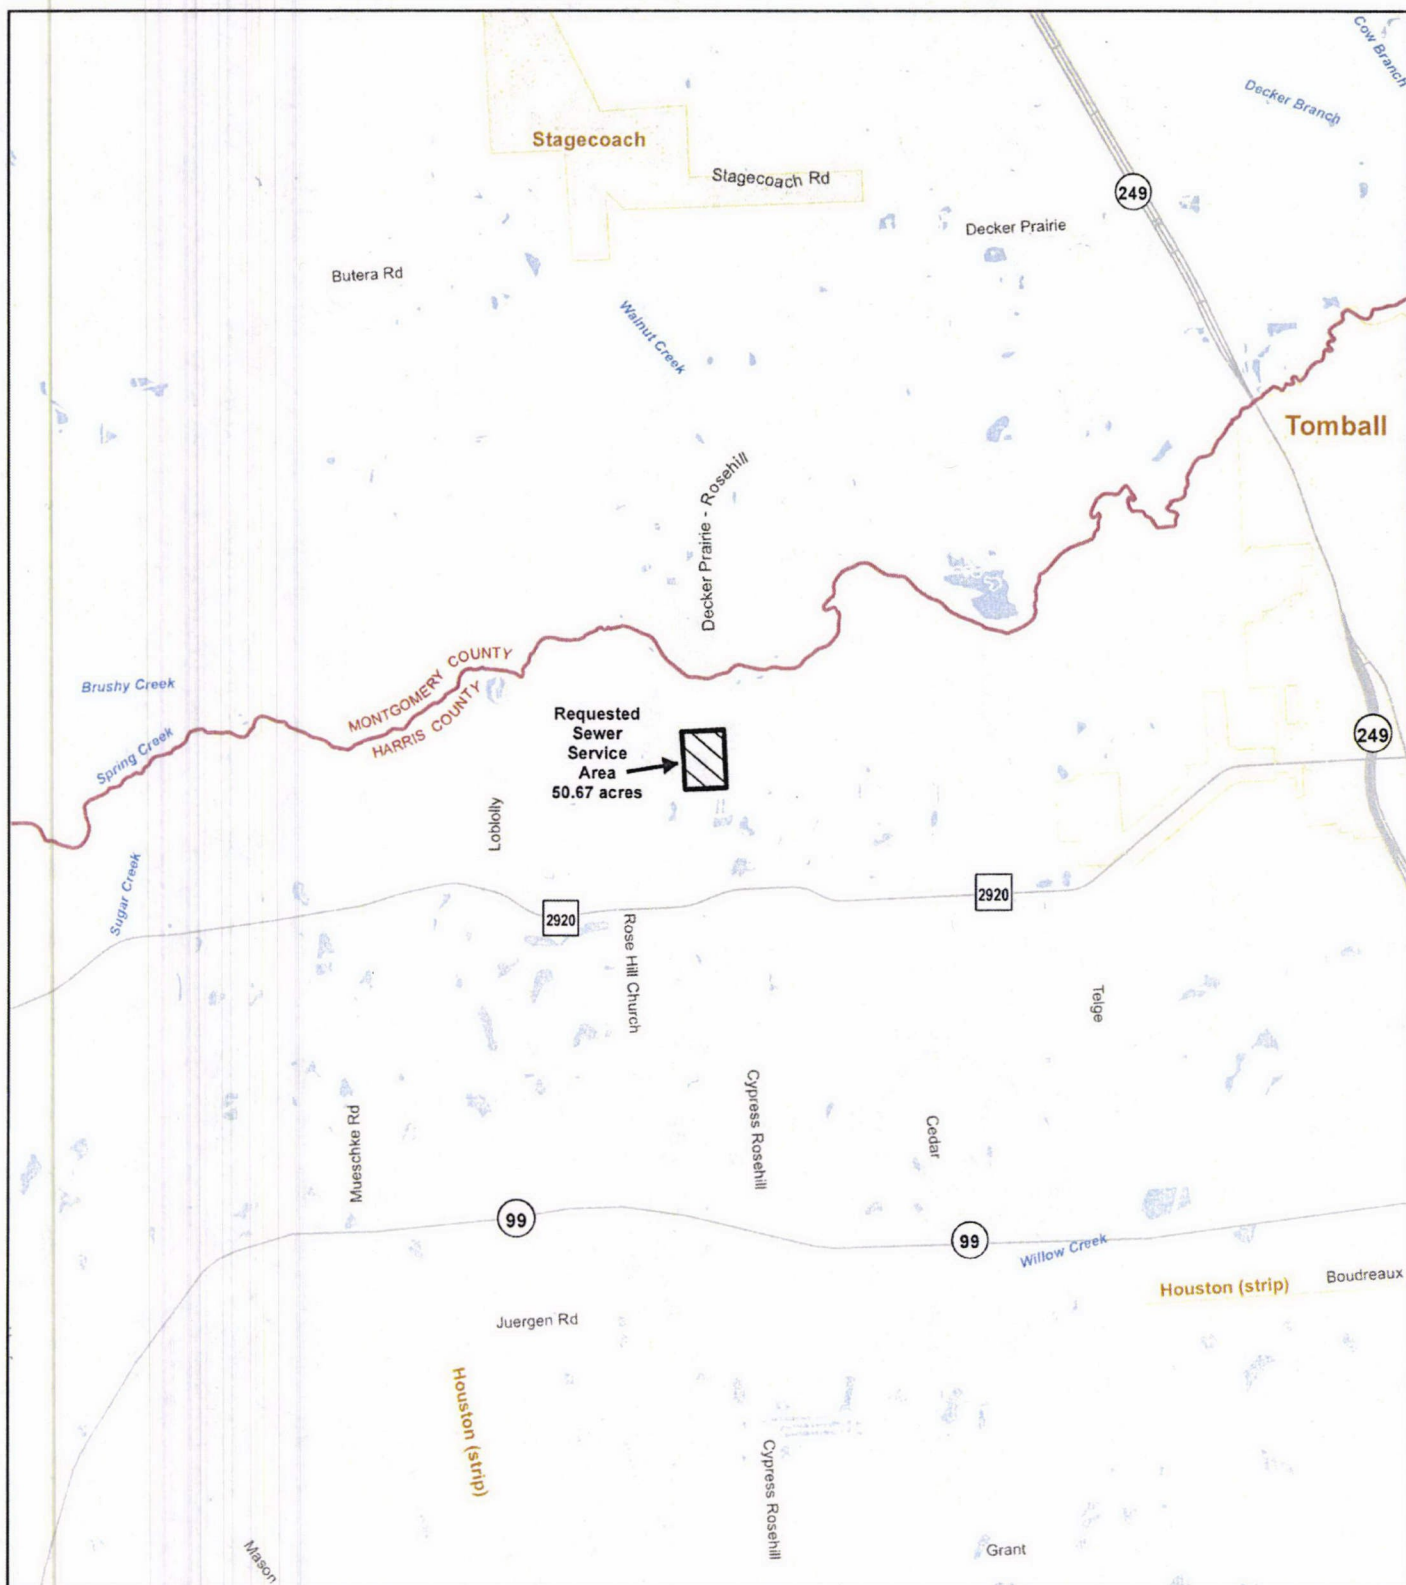 Cow Branch
Decker Branch
Stagecoach
Stagecoach Rd
249
Decker Prairie
Butera Rd
Walnut Creek
Tomball
Decker Prairie - Rosehill
MONTGOMERY COUNTY
HARRIS COUNTY
Brushy Creek
Spring Creek
Requested
Sewer
Service
Area
50.67 acres
249
Loblolly
Sugar Creek
2920
2920
Rose Hill Church
Telge
Cypress Rosehill
Mueschke Rd
Cedar
99
99
Willow Creek
Houston (strip)
Boudreaux
Juergen Rd
Houston (strip)
Cypress Rosehill
Mason
Grant